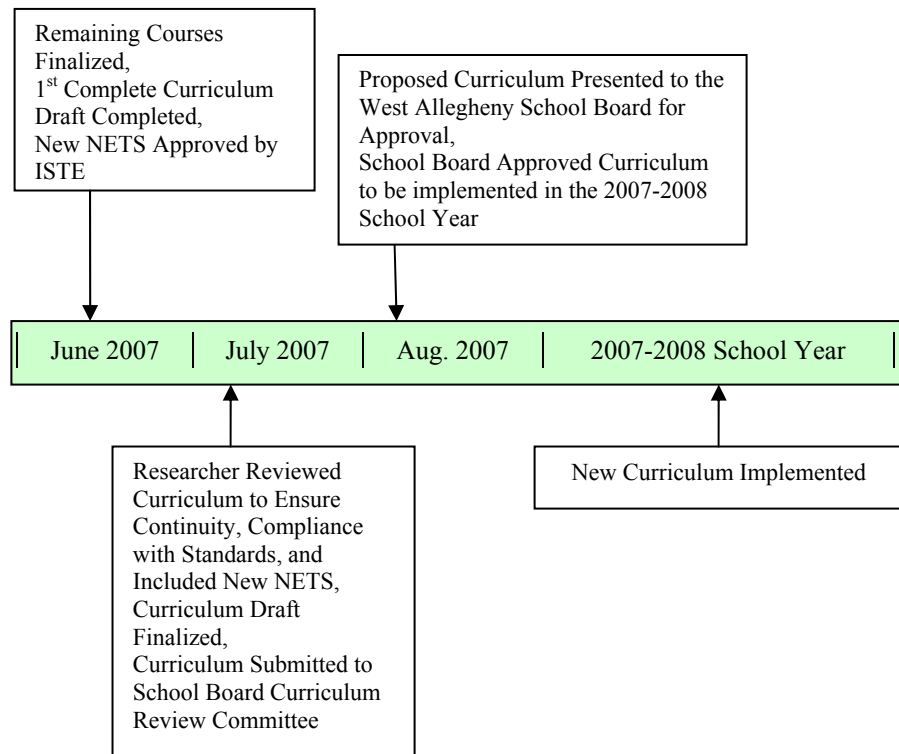 Remaining Courses
Finalized,
1st Complete Curriculum
Draft Completed,
New NETS Approved by
ISTE
Proposed Curriculum Presented to the
West Allegheny School Board for
Approval,
School Board Approved Curriculum
to be implemented in the 2007-2008
School Year
June 2007
July 2007
Aug. 2007
2007-2008 School Year
Researcher Reviewed
Curriculum to Ensure
Continuity, Compliance
with Standards, and
Included New NETS,
Curriculum Draft
Finalized,
Curriculum Submitted to
School Board Curriculum
Review Committee
New Curriculum Implemented